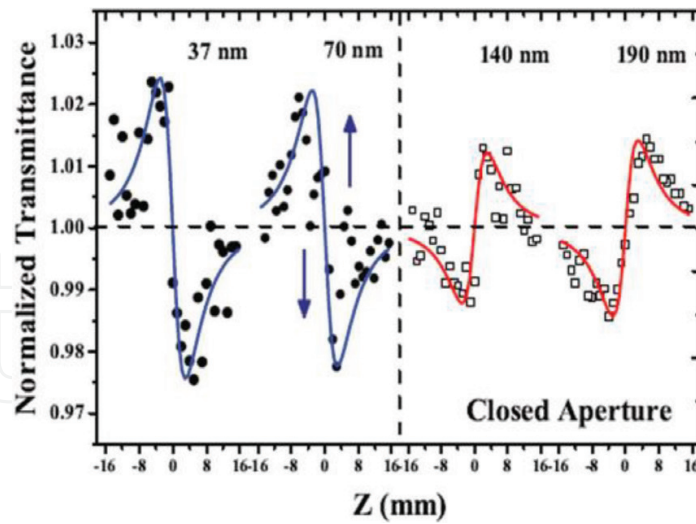 Normalized Transmittance
1.03
1.02
1.01
1.00
0.99
0.98
0.97
37 nm
70 nm
140 nm
190 nm
Closed Aperture
-16 -8 0 8 16-16 -8 0 8 16-16 -8 0 8 16-16 -8 0 8 16
Z (mm)